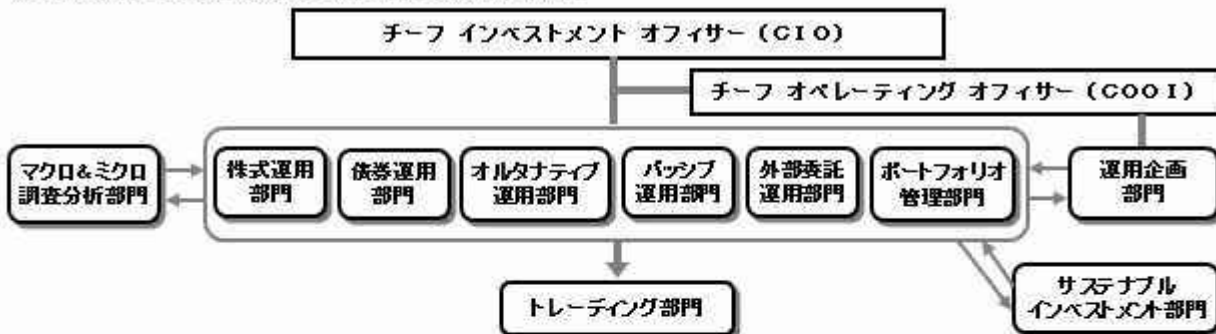 チーフ インベストメント オフィサー（CIO）
チーフ オペレーティング オフィサー（COOI）
マクロ＆ミクロ
調査分析部門
株式運用
部門
債券運用
部門
オルタナティブ
運用部門
パッシブ
運用部門
外部委託
運用部門
ポートフォリオ
管理部門
運用企画
部門
トレーディング部門
サステナブル
インベストメント部門